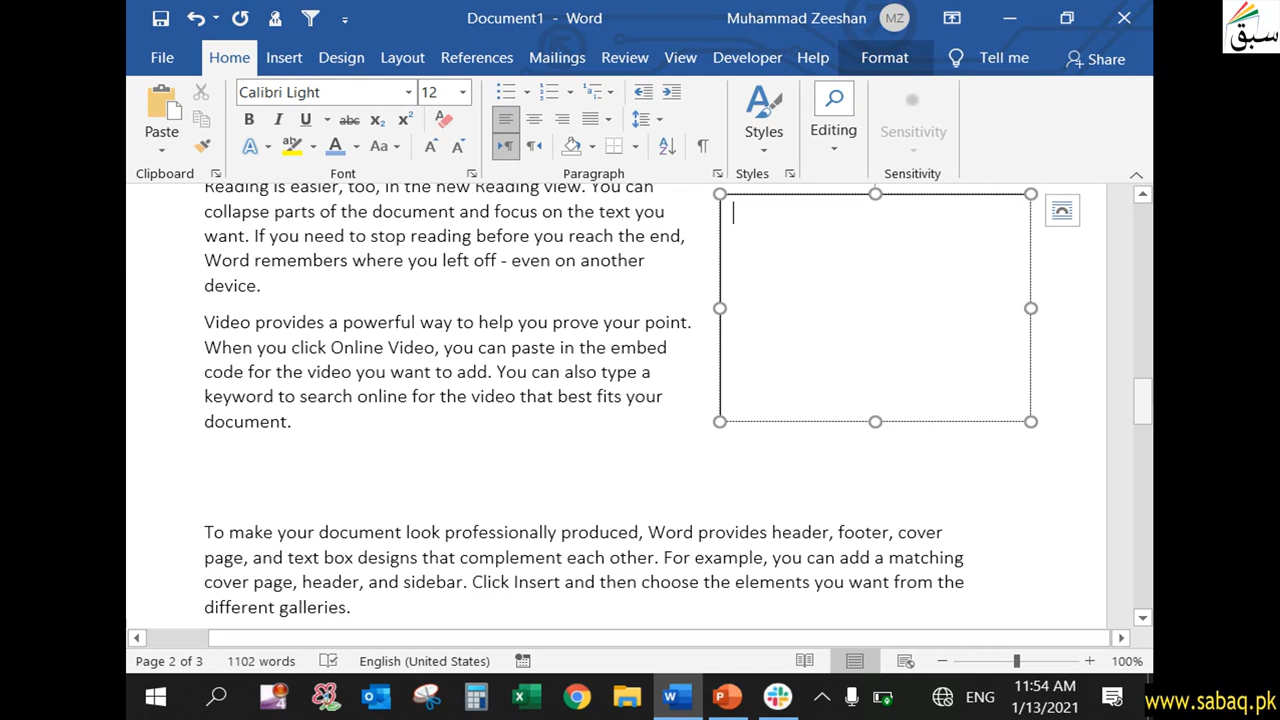 Document1 - Word
Muhammad Zeeshan
MZ
سبق
File Home Insert Design Layout References Mailings Review View Developer Help Format Tell me Share
Calibri Light 12
Paste
Styles
Editing
Sensitivity
B I U abc x₂ x²
A A Aa A A
Clipboard Font Paragraph Styles Sensitivity
Reading is easier, too, in the new Reading view. You can
collapse parts of the document and focus on the text you
want. If you need to stop reading before you reach the end,
Word remembers where you left off - even on another
device.
Video provides a powerful way to help you prove your point.
When you click Online Video, you can paste in the embed
code for the video you want to add. You can also type a
keyword to search online for the video that best fits your
document.
To make your document look professionally produced, Word provides header, footer, cover
page, and text box designs that complement each other. For example, you can add a matching
cover page, header, and sidebar. Click Insert and then choose the elements you want from the
different galleries.
Page 2 of 3 1102 words English (United States) 100%
ENG
11:54 AM
1/13/2021
www.sabaq.pk